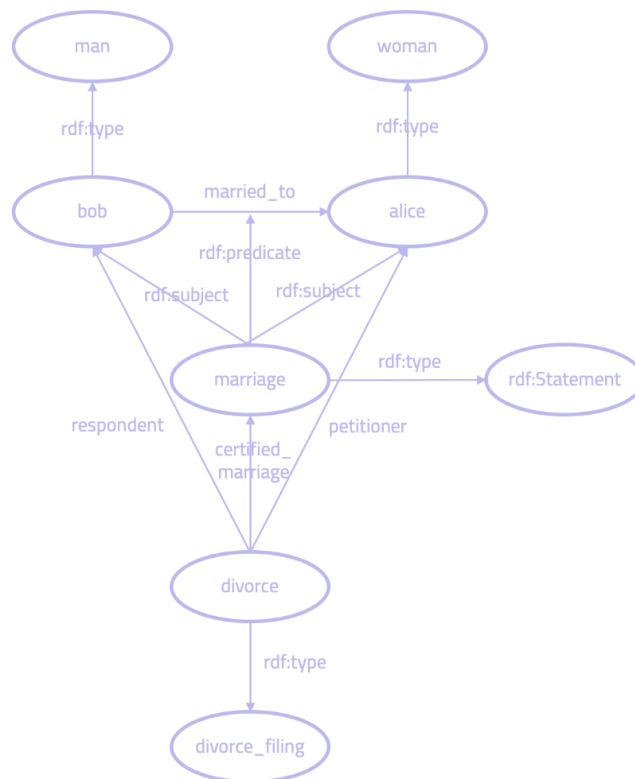 man
woman
rdf:type
rdf:type
married_to
bob
alice
rdf:predicate
rdf:subject
rdf:subject
rdf:type
marriage
rdf:Statement
respondent
petitioner
certified_
marriage
divorce
rdf:type
divorce_filing